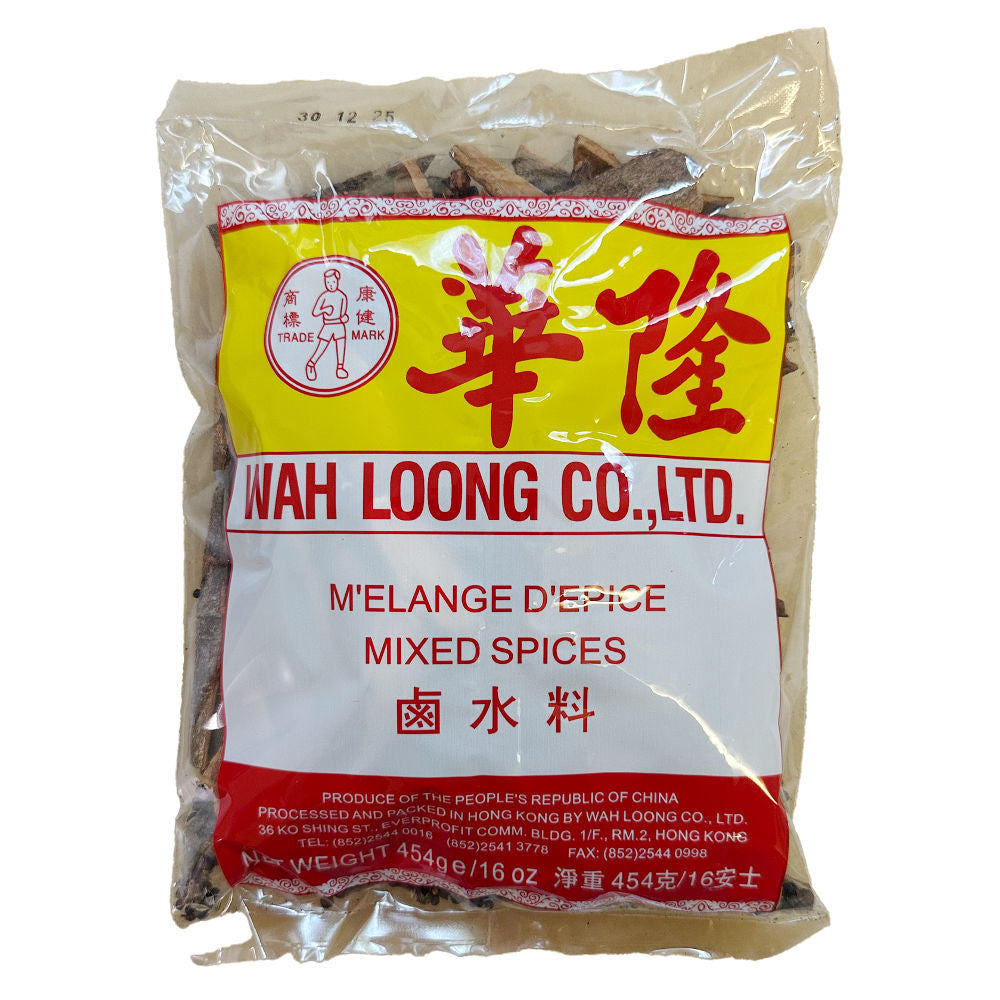 30 12 25
商標 康健
TRADE MARK
華隆
WAH LOONG CO.,LTD.
M'ELANGE D'EPICE
MIXED SPICES
鹵水料
PRODUCE OF THE PEOPLE'S REPUBLIC OF CHINA
PROCESSED AND PACKED IN HONG KONG BY WAH LOONG CO., LTD.
36 KO SHING ST., EVERPROFIT COMM. BLDG. 1/F., RM.2, HONG KONG
TEL: (852)2544 0016 (852)2541 3778 FAX: (852)2544 0998
NET WEIGHT 454g e/16 oz 淨重 454克/16安士